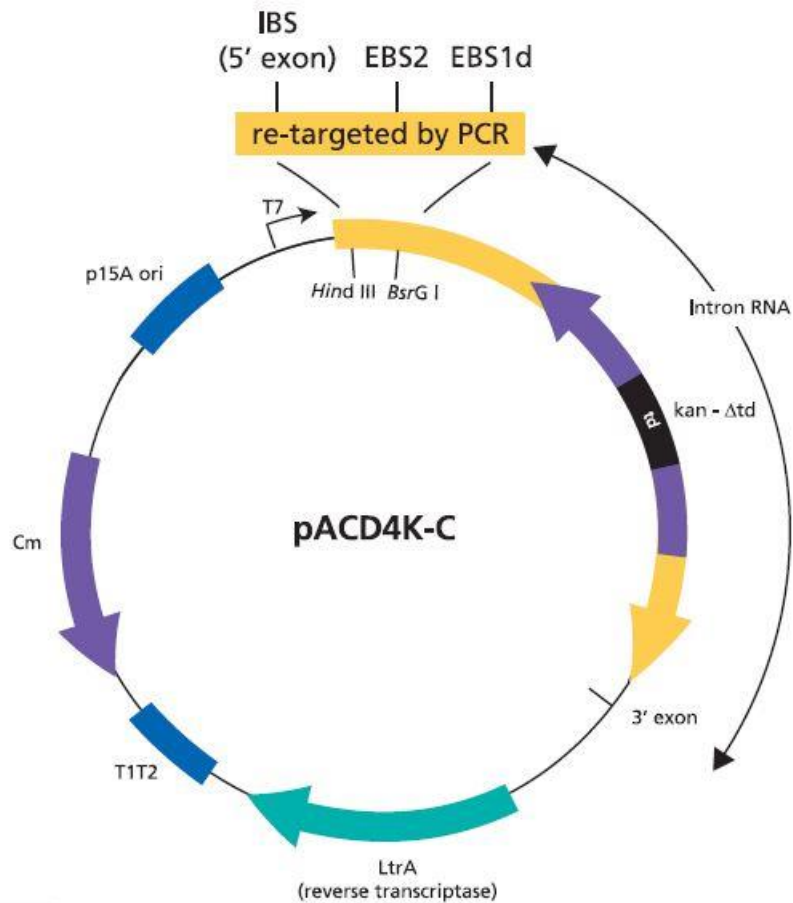 IBS
(5' exon)
EBS2
EBS1d
re-targeted by PCR
T7
p15A ori
Hind III
BsrG I
Intron RNA
kan - Δtd
td
pACD4K-C
Cm
3' exon
T1T2
LtrA
(reverse transcriptase)